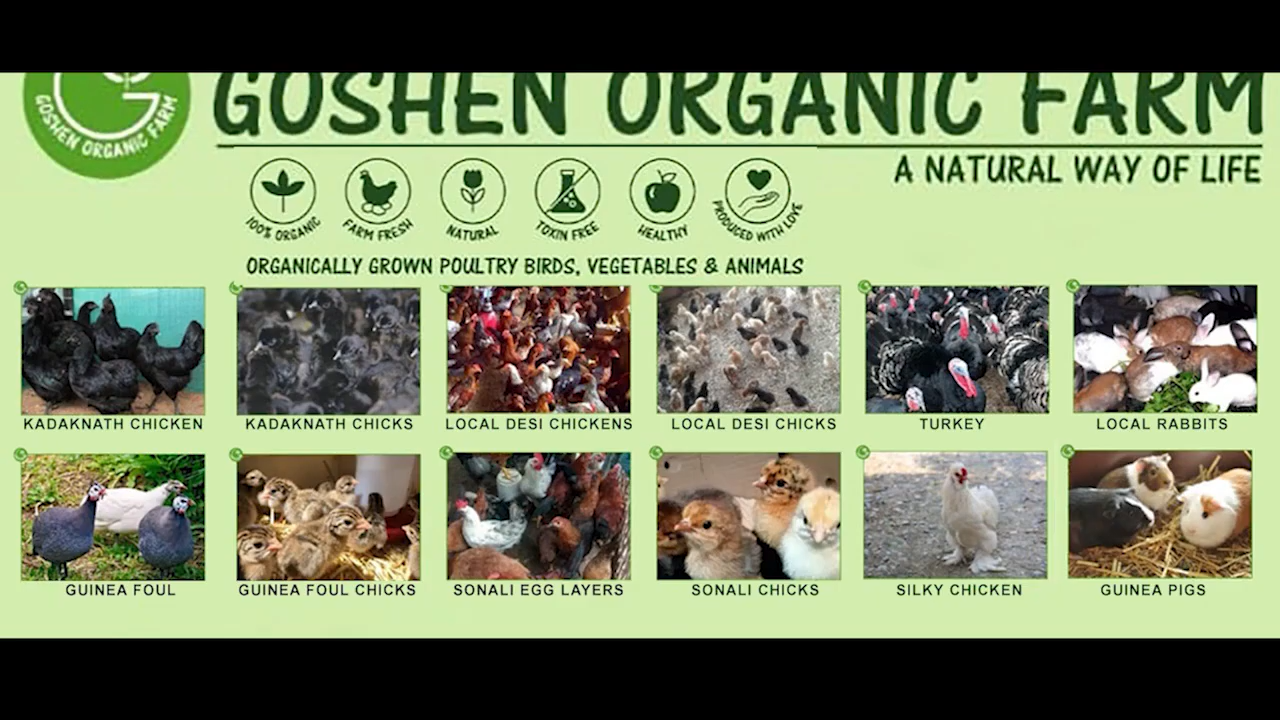 GOSHEN ORGANIC FARM
GOSHEN ORGANIC FARM
A NATURAL WAY OF LIFE
100% ORGANIC
FARM FRESH
NATURAL
TOXIN FREE
HEALTHY
PRODUCED WITH LOVE
ORGANICALLY GROWN POULTRY BIRDS, VEGETABLES & ANIMALS
KADAKNATH CHICKEN
KADAKNATH CHICKS
LOCAL DESI CHICKENS
LOCAL DESI CHICKS
TURKEY
LOCAL RABBITS
GUINEA FOUL
GUINEA FOUL CHICKS
SONALI EGG LAYERS
SONALI CHICKS
SILKY CHICKEN
GUINEA PIGS